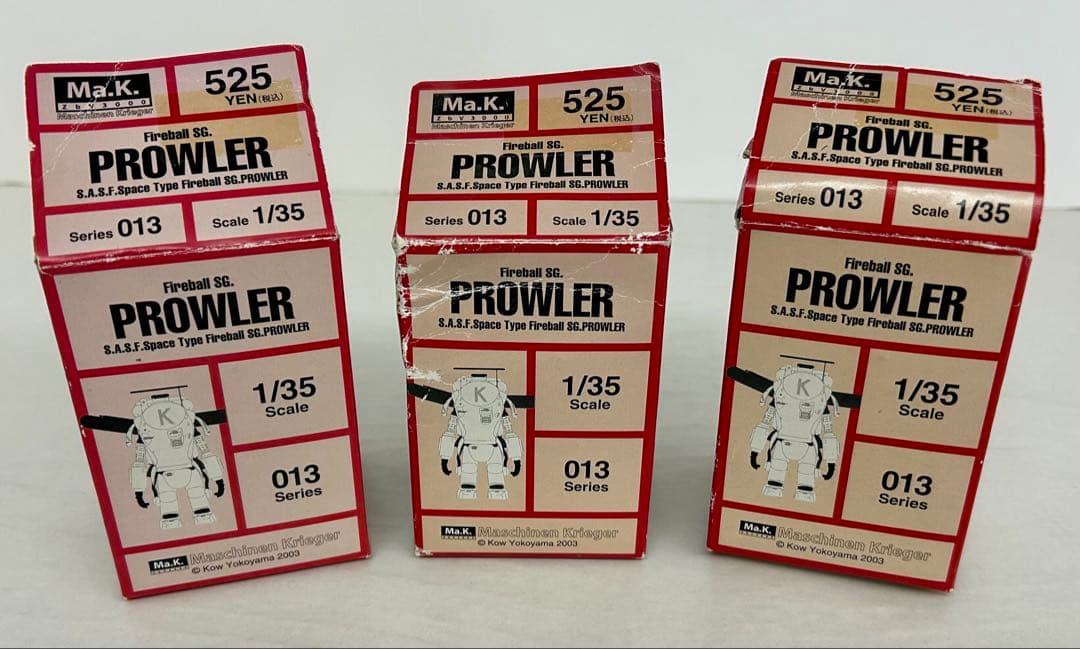 Ma.K.
ZbV3000
Maschinen Krieger
525
YEN(税込)
Fireball SG.
PROWLER
S.A.S.F.Space Type Fireball SG.PROWLER
Series 013
Scale 1/35
Fireball SG.
PROWLER
S.A.S.F.Space Type Fireball SG.PROWLER
K
1/35
Scale
013
Series
Ma.K.
Maschinen Krieger
© Kow Yokoyama 2003
Ma.K.
ZbV3000
Maschinen Krieger
525
YEN(税込)
Fireball SG.
PROWLER
S.A.S.F.Space Type Fireball SG.PROWLER
Series 013
Scale 1/35
Fireball SG.
PROWLER
S.A.S.F.Space Type Fireball SG.PROWLER
K
1/35
Scale
013
Series
Ma.K.
Maschinen Krieger
© Kow Yokoyama 2003
Ma.K.
ZbV3000
Maschinen Krieger
525
YEN(税込)
Fireball SG.
PROWLER
S.A.S.F.Space Type Fireball SG.PROWLER
Series 013
Scale 1/35
Fireball SG.
PROWLER
S.A.S.F.Space Type Fireball SG.PROWLER
K
1/35
Scale
013
Series
Ma.K.
Maschinen Krieger
© Kow Yokoyama 2003